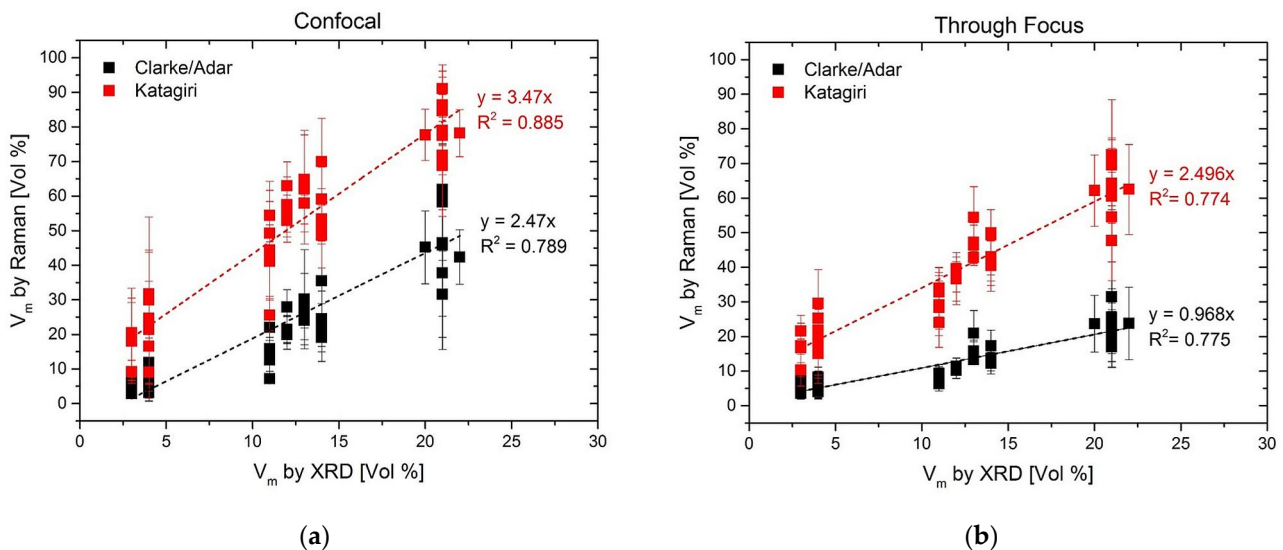 Confocal
Clarke/Adar
Katagiri
y = 3.47x
R² = 0.885
y = 2.47x
R² = 0.789
100
90
80
70
60
50
40
30
20
10
0
V_m by Raman [Vol %]
0 5 10 15 20 25 30
V_m by XRD [Vol %]
(a)
Through Focus
Clarke/Adar
Katagiri
y = 2.496x
R²= 0.774
y = 0.968x
R²= 0.775
100
90
80
70
60
50
40
30
20
10
0
V_m by Raman [Vol %]
0 5 10 15 20 25 30
V_m by XRD [Vol %]
(b)